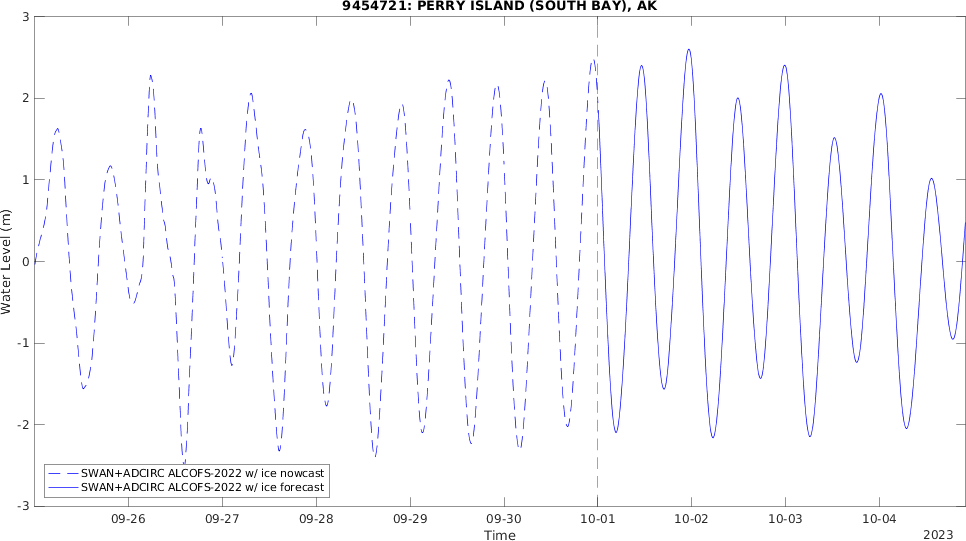 9454721: PERRY ISLAND (SOUTH BAY), AK
3
2
1
0
-1
-2
-3
Water Level (m)
SWAN+ADCIRC ALCOFS-2022 w/ ice nowcast
SWAN+ADCIRC ALCOFS-2022 w/ ice forecast
09-26 09-27 09-28 09-29 09-30 10-01 10-02 10-03 10-04
Time
2023